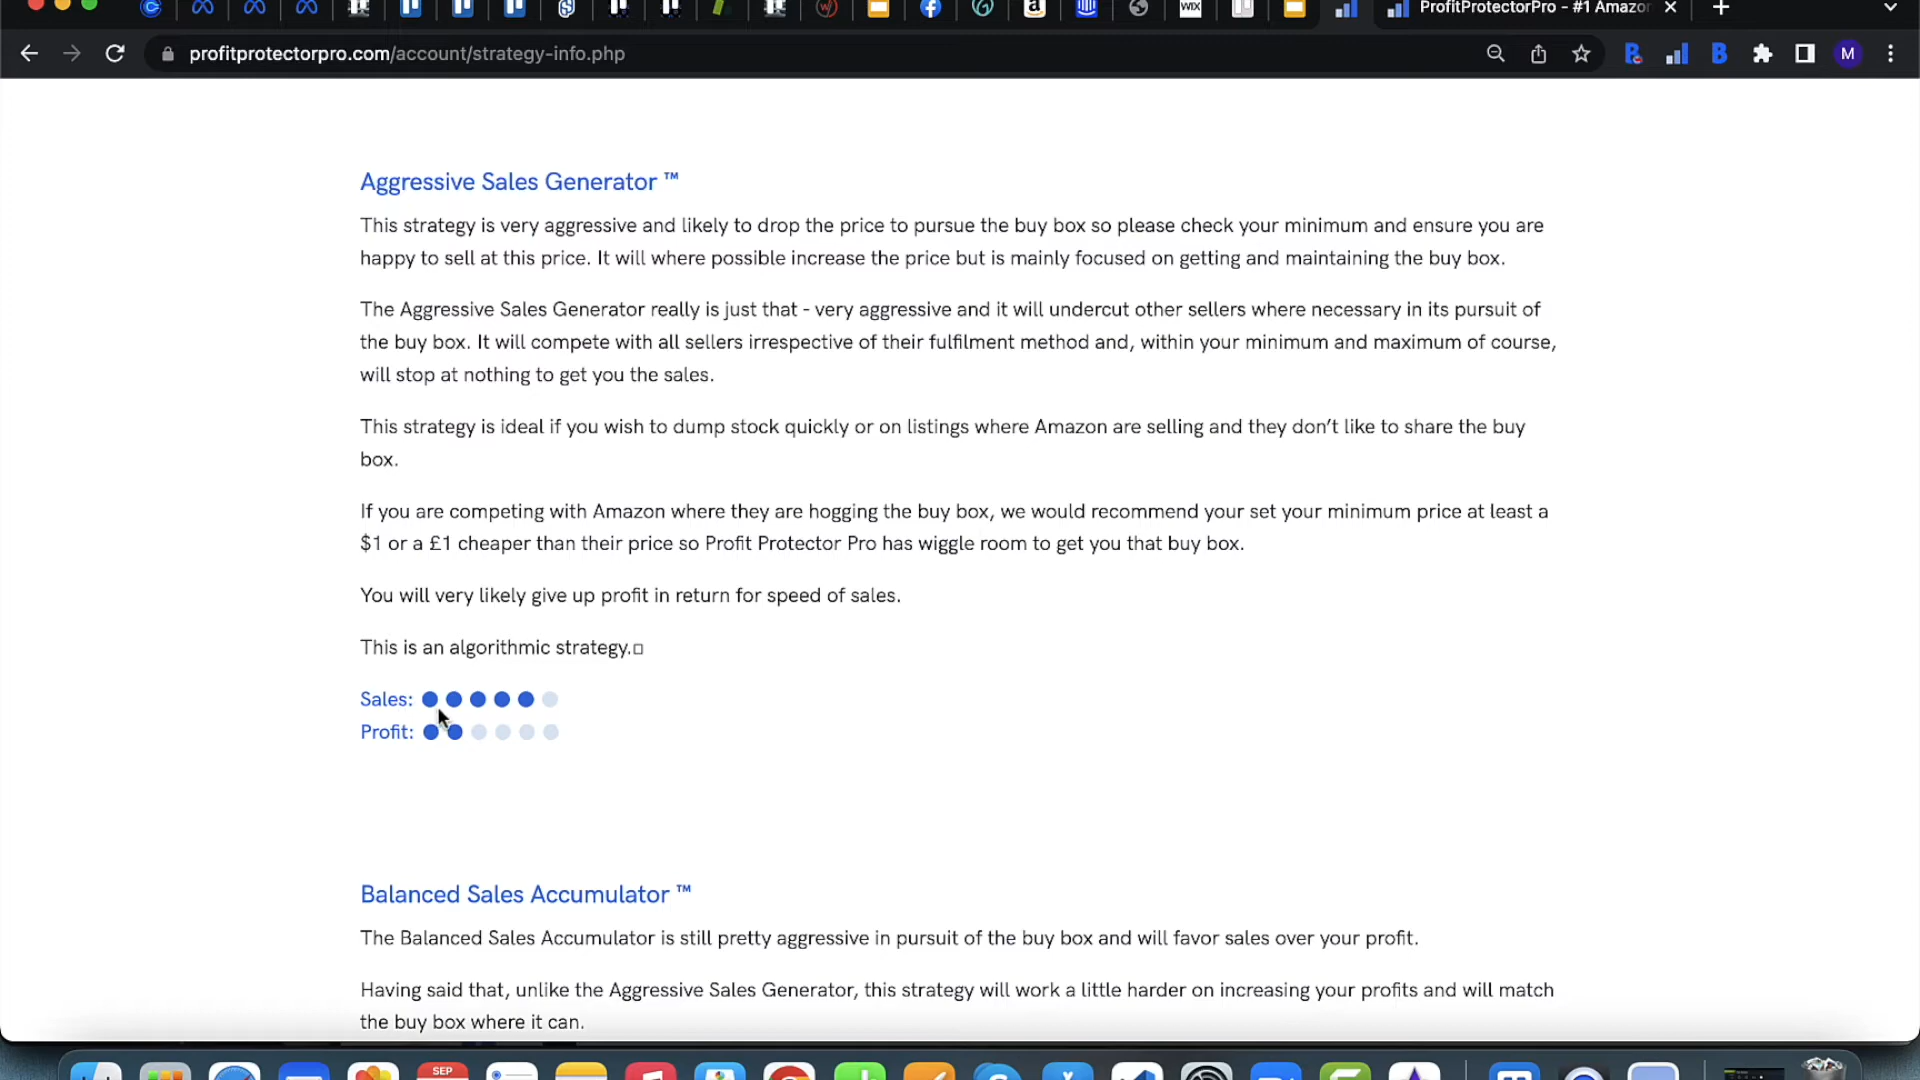 ProfitProtectorPro - #1 Amazon
profitprotectorpro.com/account/strategy-info.php
M
Aggressive Sales Generator ™
This strategy is very aggressive and likely to drop the price to pursue the buy box so please check your minimum and ensure you are
happy to sell at this price. It will where possible increase the price but is mainly focused on getting and maintaining the buy box.
The Aggressive Sales Generator really is just that - very aggressive and it will undercut other sellers where necessary in its pursuit of
the buy box. It will compete with all sellers irrespective of their fulfilment method and, within your minimum and maximum of course,
will stop at nothing to get you the sales.
This strategy is ideal if you wish to dump stock quickly or on listings where Amazon are selling and they don’t like to share the buy
box.
If you are competing with Amazon where they are hogging the buy box, we would recommend your set your minimum price at least a
$1 or a £1 cheaper than their price so Profit Protector Pro has wiggle room to get you that buy box.
You will very likely give up profit in return for speed of sales.
This is an algorithmic strategy.
Sales:
Profit:
Balanced Sales Accumulator ™
The Balanced Sales Accumulator is still pretty aggressive in pursuit of the buy box and will favor sales over your profit.
Having said that, unlike the Aggressive Sales Generator, this strategy will work a little harder on increasing your profits and will match
the buy box where it can.
SEP